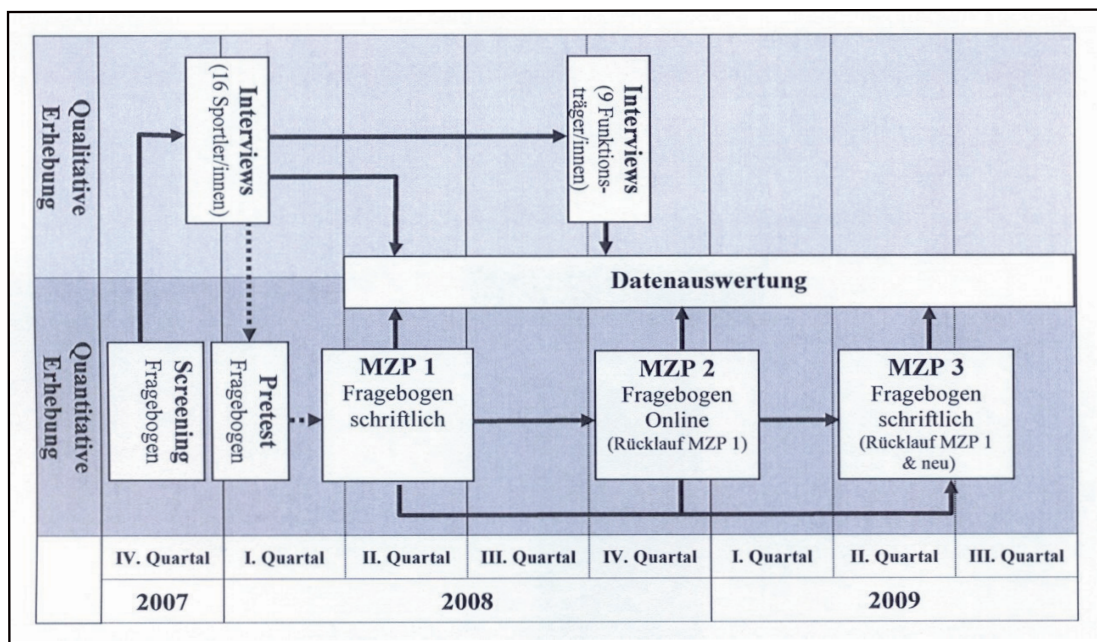 Qualitative
Erhebung
Interviews
(16 Sportler/innen)
Interviews
(9 Funktions-
träger/innen)
Datenauswertung
Quantitative
Erhebung
Screening
Fragebogen
Pretest
Fragebogen
MZP 1
Fragebogen
schriftlich
MZP 2
Fragebogen
Online
(Rücklauf MZP 1)
MZP 3
Fragebogen
schriftlich
(Rücklauf MZP 1
& neu)
IV. Quartal
I. Quartal
II. Quartal
III. Quartal
IV. Quartal
I. Quartal
II. Quartal
III. Quartal
2007
2008
2009